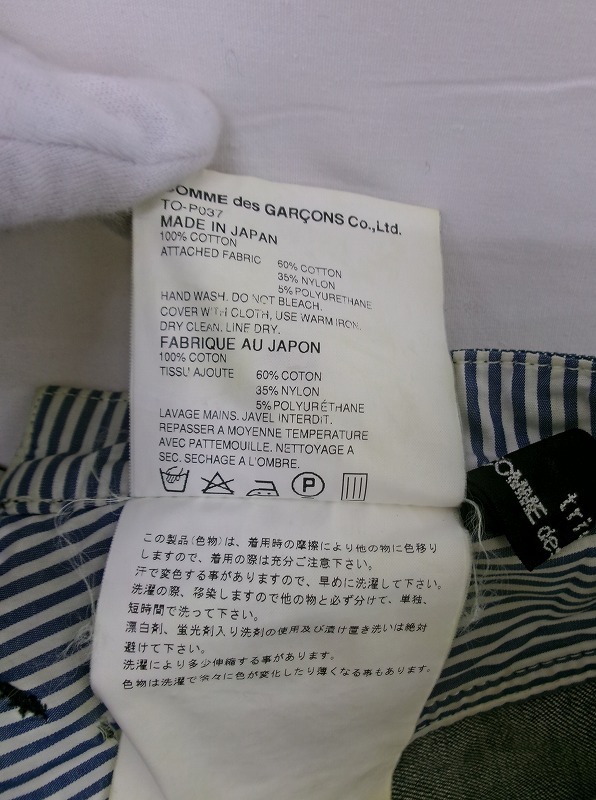 COMME des GARÇONS Co.,Ltd.
TO-P037
MADE IN JAPAN
100% COTTON
ATTACHED FABRIC 60% COTTON
35% NYLON
5% POLYURETHANE
HAND WASH. DO NOT BLEACH.
COVER WITH CLOTH, USE WARM IRON.
DRY CLEAN. LINE DRY.
FABRIQUE AU JAPON
100% COTON
TISSU AJOUTE 60% COTON
35% NYLON
5% POLYURÉTHANE
LAVAGE MAINS. JAVEL INTERDIT.
REPASSER A MOYENNE TEMPERATURE
AVEC PATTEMOUILLE. NETTOYAGE A
SEC. SECHAGE A L'OMBRE.
P
この製品(色物)は、着用時の摩擦により他の物に色移り
しますので、着用の際は充分ご注意下さい。
汗で変色する事がありますので、早めに洗濯して下さい。
洗濯の際、移染しますので他の物と必ず分けて、単独、
短時間で洗って下さい。
漂白剤、蛍光剤入り洗剤の使用及び漬け置き洗いは絶対
避けて下さい。
洗濯により多少伸縮する事があります。
色物は洗濯で徐々に色が変化したり薄くなる事もあります。
OMME de